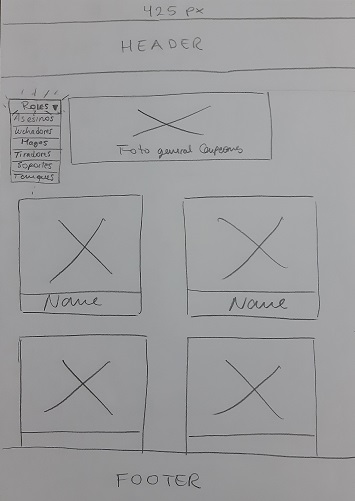 425 px
HEADER
Roles ▼
Asesinos
Luchadores
Magos
Tiradores
Soportes
Tanques
Foto general Campeones
Name
Name
FOOTER